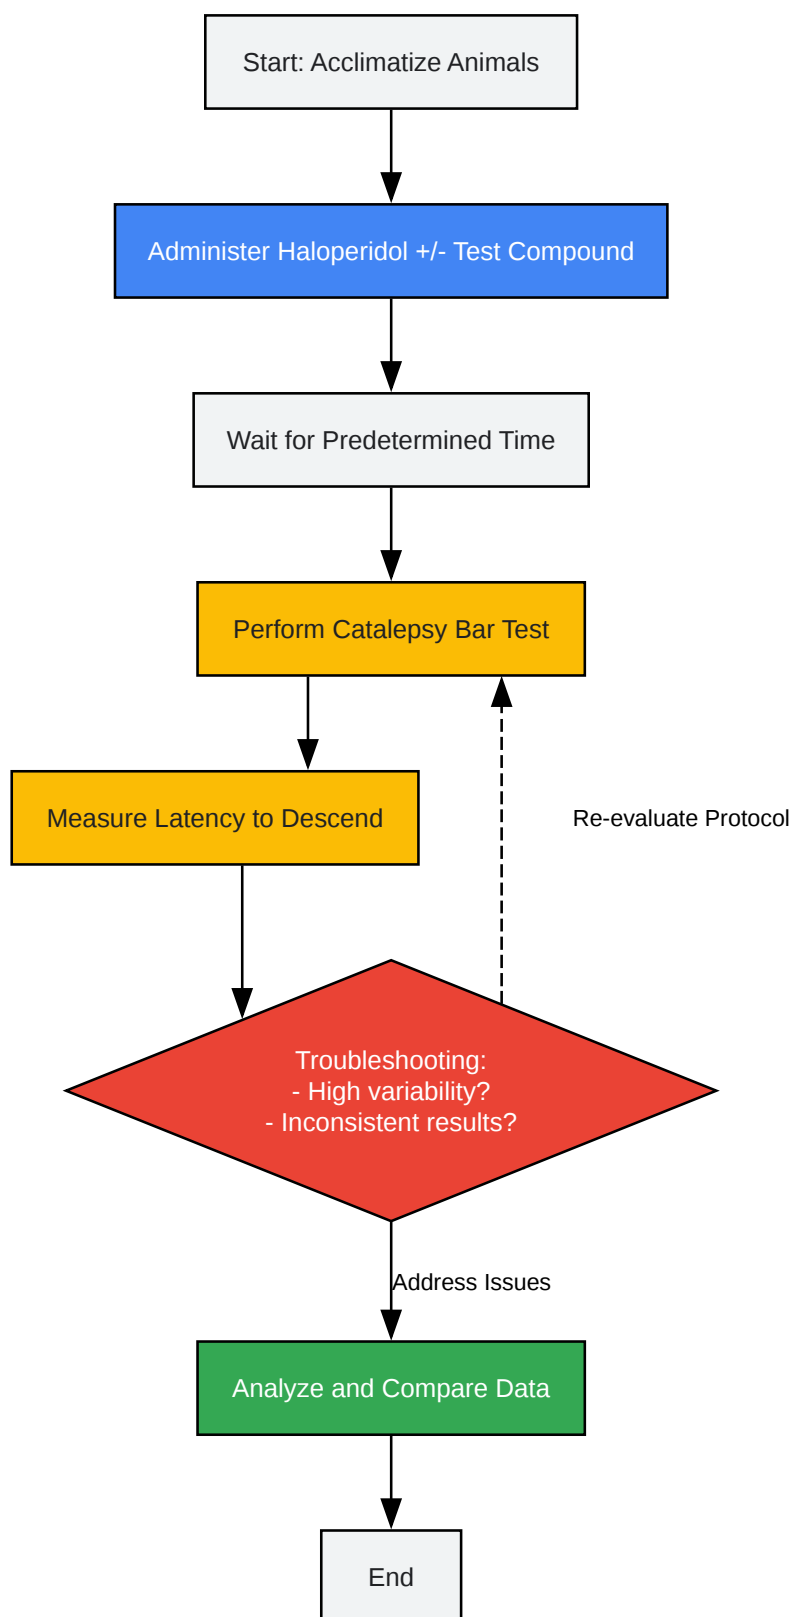 Start: Acclimatize Animals
Administer Haloperidol +/- Test Compound
Wait for Predetermined Time
Perform Catalepsy Bar Test
Measure Latency to Descend
Re-evaluate Protocol
Troubleshooting:
- High variability?
- Inconsistent results?
Address Issues
Analyze and Compare Data
End